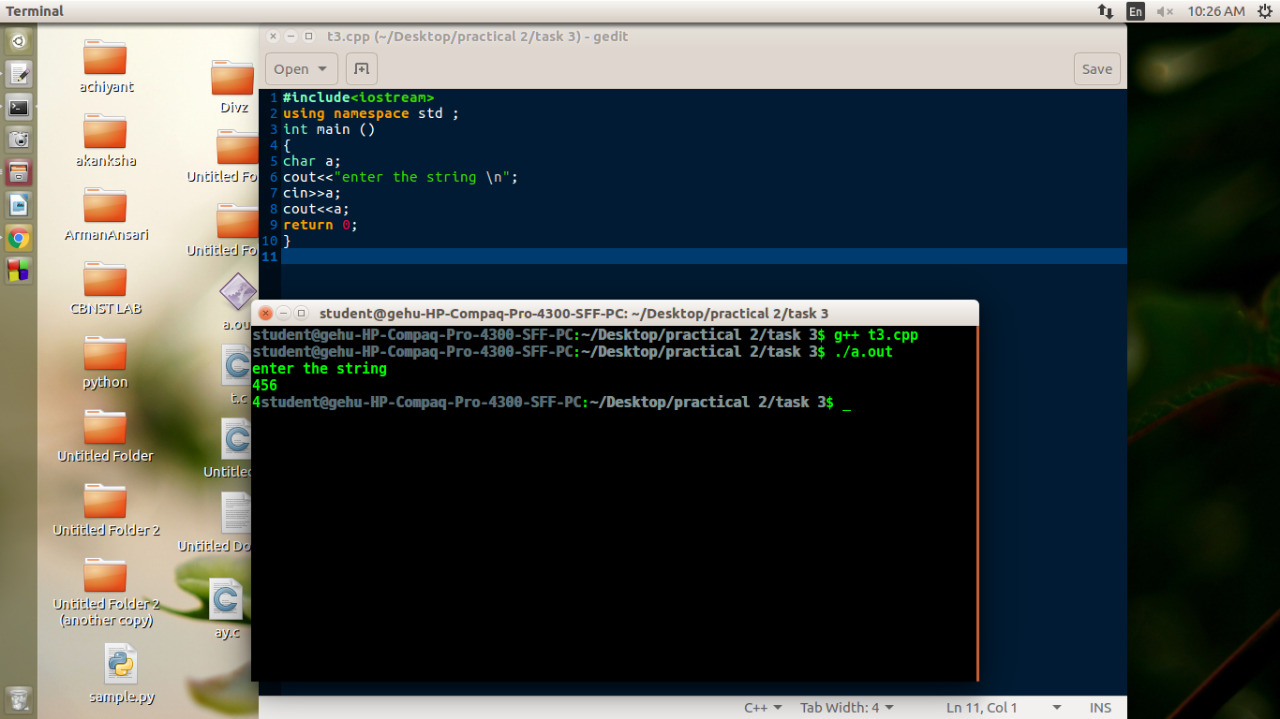 Terminal
En
10:26 AM
achiyant
akanksha
ArmanAnsari
CBNST LAB
python
Untitled Folder
Untitled Folder 2
Untitled Folder 2
(another copy)
sample.py
Divz
Untitled Fo
Untitled Fo
a.ou
t.c
Untitled
Untitled Do
ay.c
t3.cpp (~/Desktop/practical 2/task 3) - gedit
Open
Save
1 #include<iostream>
2 using namespace std ;
3 int main ()
4 {
5 char a;
6 cout<<"enter the string \n";
7 cin>>a;
8 cout<<a;
9 return 0;
10 }
11
student@gehu-HP-Compaq-Pro-4300-SFF-PC: ~/Desktop/practical 2/task 3
student@gehu-HP-Compaq-Pro-4300-SFF-PC:~/Desktop/practical 2/task 3$ g++ t3.cpp
student@gehu-HP-Compaq-Pro-4300-SFF-PC:~/Desktop/practical 2/task 3$ ./a.out
enter the string
456
4student@gehu-HP-Compaq-Pro-4300-SFF-PC:~/Desktop/practical 2/task 3$ _
C++
Tab Width: 4
Ln 11, Col 1
INS